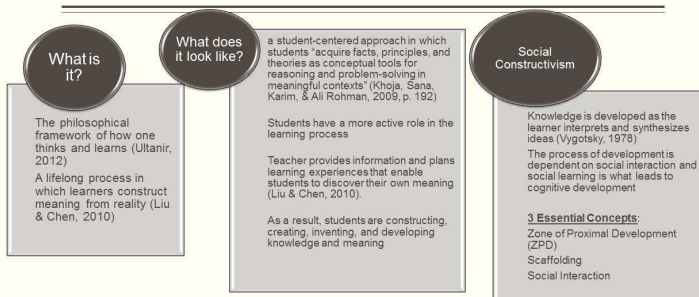 What is
it?
The philosophical
framework of how one
thinks and learns (Ultanir,
2012)
A lifelong process in
which learners construct
meaning from reality (Liu
& Chen, 2010)
What does
it look like?
a student-centered approach in which
students "acquire facts, principles, and
theories as conceptual tools for
reasoning and problem-solving in
meaningful contexts" (Khoja, Sana,
Karim, & Ali Rohman, 2009, p. 192)
Students have a more active role in the
learning process
Teacher provides information and plans
learning experiences that enable
students to discover their own meaning
(Liu & Chen, 2010).
As a result, students are constructing,
creating, inventing, and developing
knowledge and meaning
Social
Constructivism
Knowledge is developed as the
learner interprets and synthesizes
ideas (Vygotsky, 1978)
The process of development is
dependent on social interaction and
social learning is what leads to
cognitive development
3 Essential Concepts:
Zone of Proximal Development
(ZPD)
Scaffolding
Social Interaction